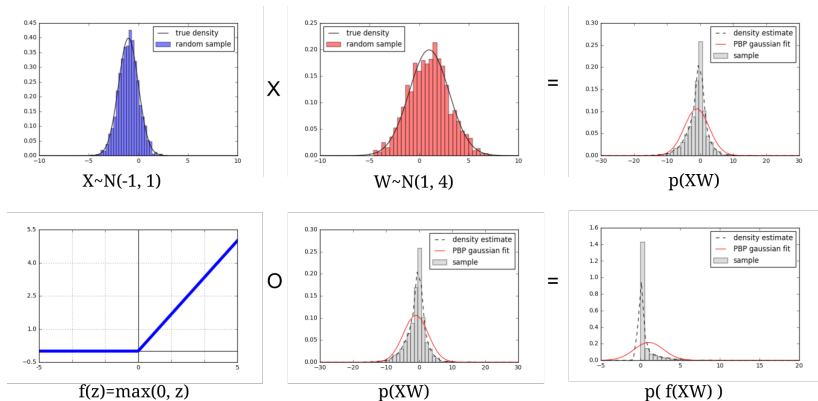 0.45
0.40
0.35
0.30
0.25
0.20
0.15
0.10
0.05
0.00
−10 −5 0 5 10
true density
random sample
X~N(-1, 1)
X
0.25
0.20
0.15
0.10
0.05
0.00
−10 −5 0 5 10
true density
random sample
W~N(1, 4)
=
0.30
0.25
0.20
0.15
0.10
0.05
0.00
−30 −20 −10 0 10 20 30
density estimate
PBP gaussian fit
sample
p(XW)
5.5
4.0
2.5
1.0
−0.5
−5 0 5
f(z)=max(0, z)
O
0.30
0.25
0.20
0.15
0.10
0.05
0.00
−30 −20 −10 0 10 20 30
density estimate
PBP gaussian fit
sample
p(XW)
=
1.6
1.4
1.2
1.0
0.8
0.6
0.4
0.2
0.0
−5 0 5 10 15 20
density estimate
PBP gaussian fit
sample
p( f(XW) )